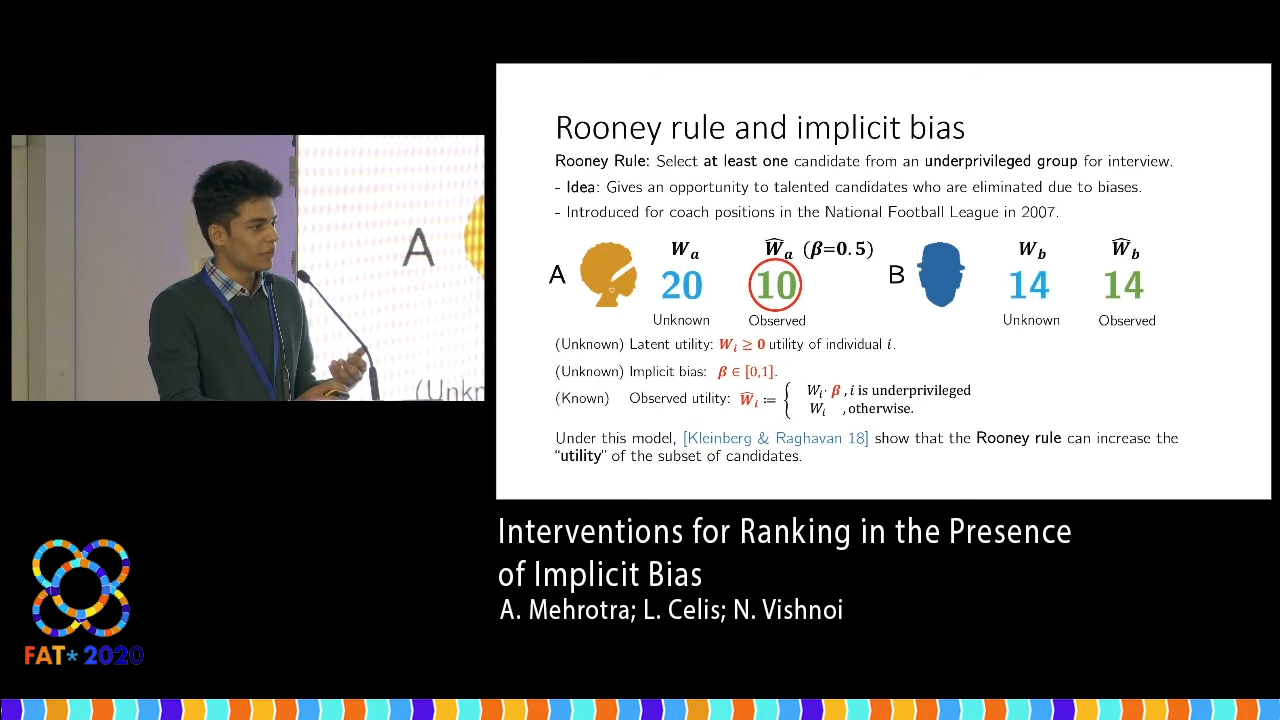 A
(Unkn
Rooney rule and implicit bias
Rooney Rule: Select at least one candidate from an underprivileged group for interview.
- Idea: Gives an opportunity to talented candidates who are eliminated due to biases.
- Introduced for coach positions in the National Football League in 2007.
A W_a Ŵ_a (β=0.5) B W_b Ŵ_b
20 10 14 14
Unknown Observed Unknown Observed
(Unknown) Latent utility: W_i ≥ 0 utility of individual i.
(Unknown) Implicit bias: β ∈ [0,1].
(Known) Observed utility: Ŵ_i := { W_i · β , i is underprivileged
W_i , otherwise.
Under this model, [Kleinberg & Raghavan 18] show that the Rooney rule can increase the
“utility” of the subset of candidates.
Interventions for Ranking in the Presence
of Implicit Bias
A. Mehrotra; L. Celis; N. Vishnoi
FAT* 2020